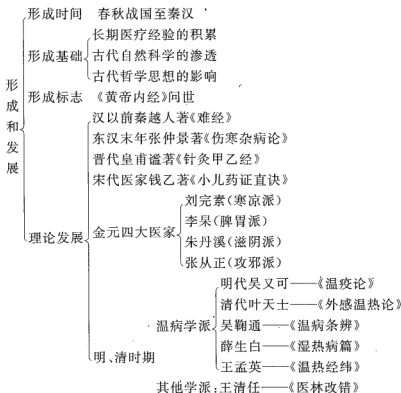 形成和发展
形成时间 春秋战国至秦汉
形成基础
长期医疗经验的积累
古代自然科学的渗透
古代哲学思想的影响
形成标志 《黄帝内经》问世
理论发展
汉以前秦越人著《难经》
东汉末年张仲景著《伤寒杂病论》
晋代皇甫谧著《针灸甲乙经》
宋代医家钱乙著《小儿药证直诀》
金元四大医家
刘完素(寒凉派)
李杲(脾胃派)
朱丹溪(滋阴派)
张从正(攻邪派)
明、清时期
温病学派
明代吴又可——《温疫论》
清代叶天士——《外感温热论》
吴鞠通——《温病条辨》
薛生白——《湿热病篇》
王孟英——《温热经纬》
其他学派:王清任——《医林改错》